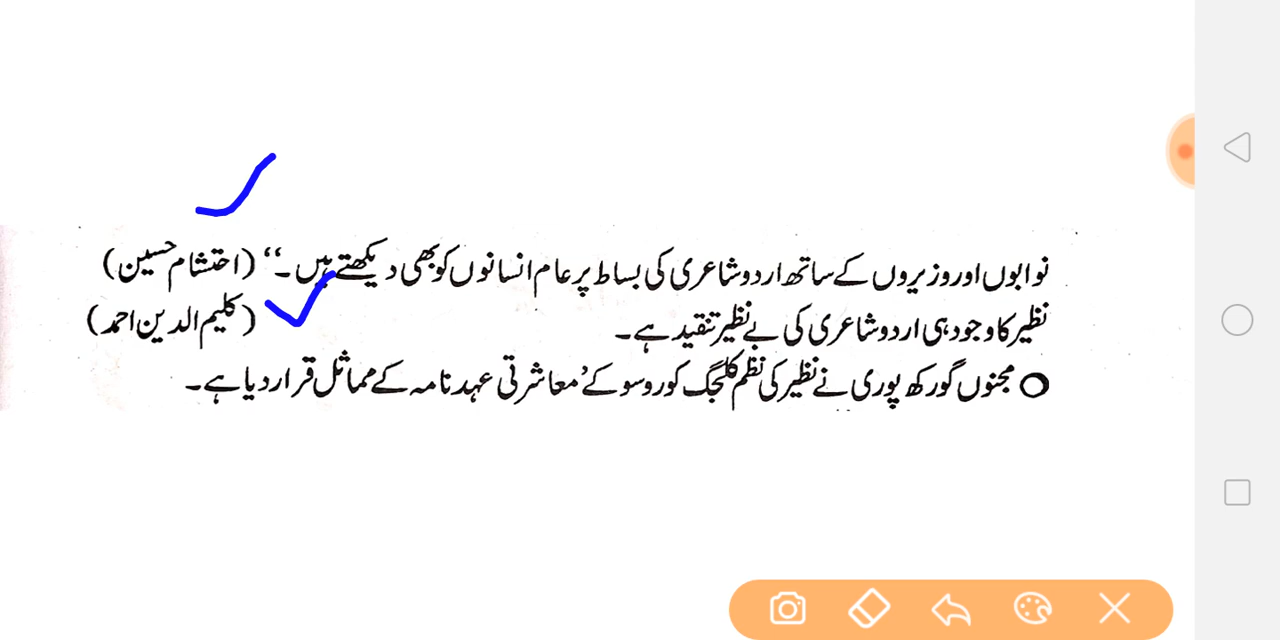 نوابوں اور وزیروں کے ساتھ اردو شاعری کی بساط پر عام انسانوں کو بھی دیکھتے ہیں۔“ (احتشام حسین)
نظیر کا وجود ہی اردو شاعری کی بے نظیر تنقید ہے۔ (کلیم الدین احمد)
مجنوں گورکھ پوری نے نظیر کی نظم کلجگ کو روسو کے ’معاشرتی عہد نامہ کے مماثل قرار دیا ہے۔